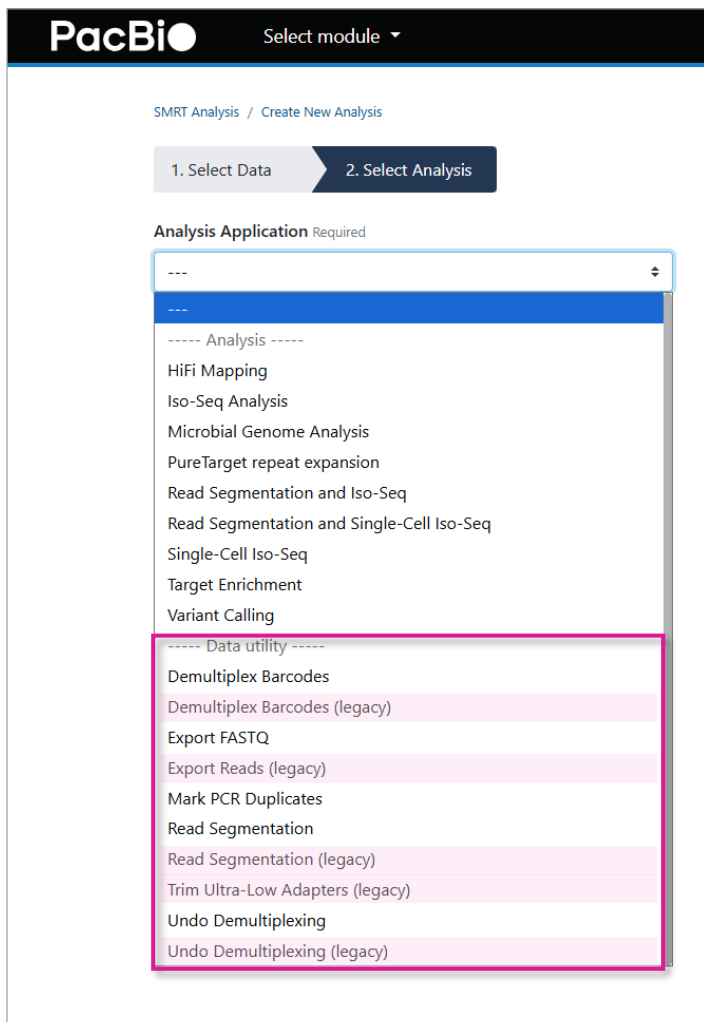 PacBio Select module
SMRT Analysis / Create New Analysis
1. Select Data 2. Select Analysis
Analysis Application Required
---
---
----- Analysis -----
HiFi Mapping
Iso-Seq Analysis
Microbial Genome Analysis
PureTarget repeat expansion
Read Segmentation and Iso-Seq
Read Segmentation and Single-Cell Iso-Seq
Single-Cell Iso-Seq
Target Enrichment
Variant Calling
----- Data utility -----
Demultiplex Barcodes
Demultiplex Barcodes (legacy)
Export FASTQ
Export Reads (legacy)
Mark PCR Duplicates
Read Segmentation
Read Segmentation (legacy)
Trim Ultra-Low Adapters (legacy)
Undo Demultiplexing
Undo Demultiplexing (legacy)